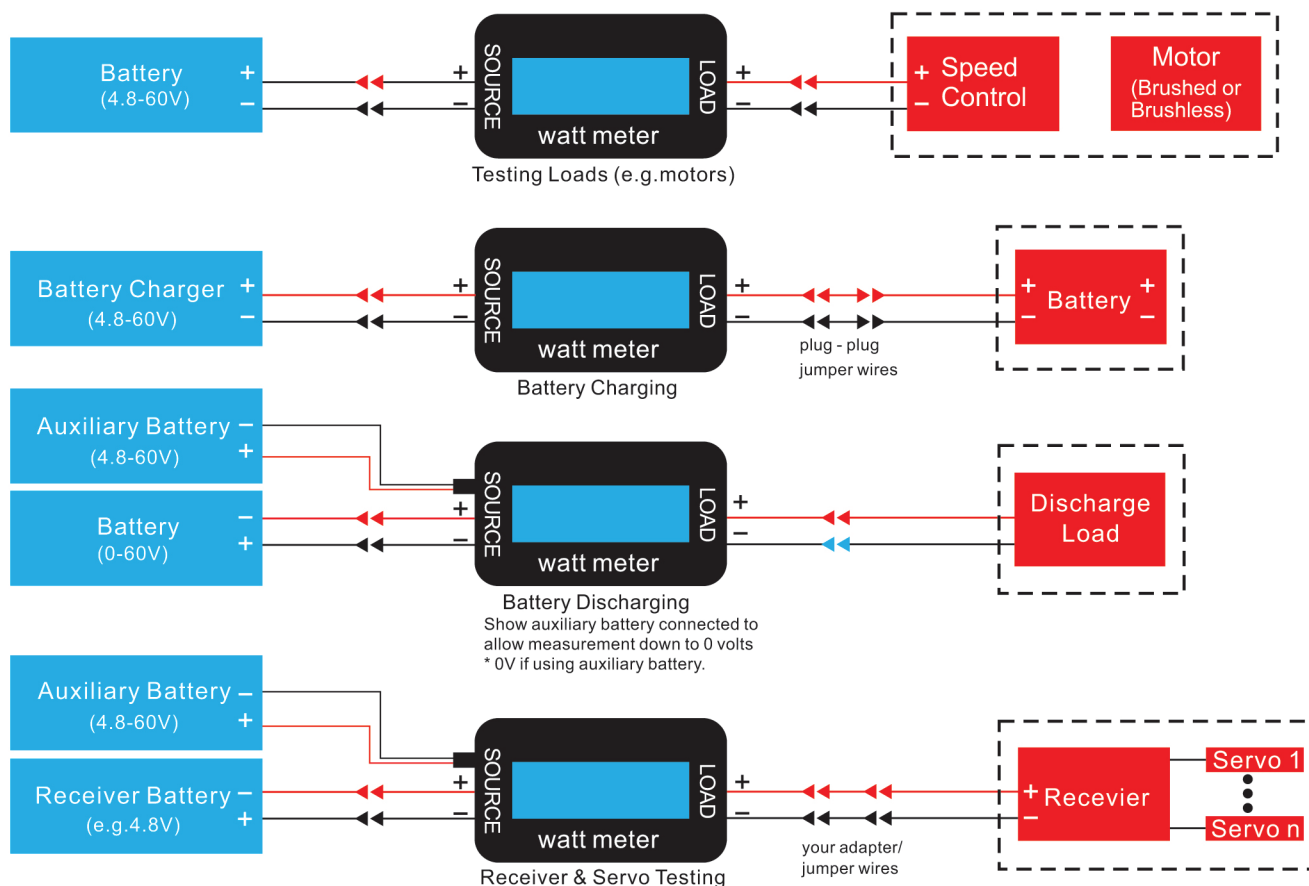 Battery
(4.8-60V)
+
−
+
−
SOURCE
LOAD
watt meter
+
−
+
−
Speed
Control
Motor
(Brushed or
Brushless)
Testing Loads (e.g.motors)
Battery Charger
(4.8-60V)
+
−
+
−
SOURCE
LOAD
watt meter
+
−
plug - plug
jumper wires
+
−
Battery
+
−
Battery Charging
Auxiliary Battery
(4.8-60V)
−
+
Battery
(0-60V)
−
+
+
−
SOURCE
LOAD
watt meter
+
−
Discharge
Load
Battery Discharging
Show auxiliary battery connected to
allow measurement down to 0 volts
* 0V if using auxiliary battery.
Auxiliary Battery
(4.8-60V)
−
+
Receiver Battery
(e.g.4.8V)
−
+
+
−
SOURCE
LOAD
watt meter
+
−
your adapter/
jumper wires
+
−
Recevier
Servo 1
Servo n
Receiver & Servo Testing